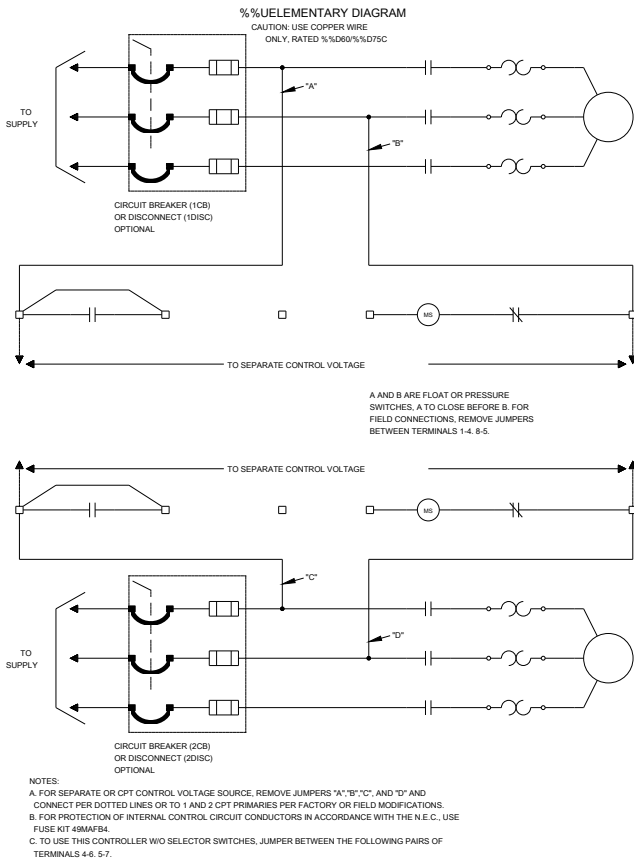 %%UELEMENTARY DIAGRAM
CAUTION: USE COPPER WIRE
ONLY, RATED %%D60/%%D75C
"A"
TO
SUPPLY
"B"
CIRCUIT BREAKER (1CB)
OR DISCONNECT (1DISC)
OPTIONAL
MS
TO SEPARATE CONTROL VOLTAGE
A AND B ARE FLOAT OR PRESSURE
SWITCHES, A TO CLOSE BEFORE B. FOR
FIELD CONNECTIONS, REMOVE JUMPERS
BETWEEN TERMINALS 1-4. 8-5.
TO SEPARATE CONTROL VOLTAGE
MS
"C"
"D"
TO
SUPPLY
CIRCUIT BREAKER (2CB)
OR DISCONNECT (2DISC)
OPTIONAL
NOTES:
A. FOR SEPARATE OR CPT CONTROL VOLTAGE SOURCE, REMOVE JUMPERS "A","B","C", AND "D" AND
CONNECT PER DOTTED LINES OR TO 1 AND 2 CPT PRIMARIES PER FACTORY OR FIELD MODIFICATIONS.
B. FOR PROTECTION OF INTERNAL CONTROL CIRCUIT CONDUCTORS IN ACCORDANCE WITH THE N.E.C., USE
FUSE KIT 49MAFB4.
C. TO USE THIS CONTROLLER W/O SELECTOR SWITCHES, JUMPER BETWEEN THE FOLLOWING PAIRS OF
TERMINALS 4-6. 5-7.